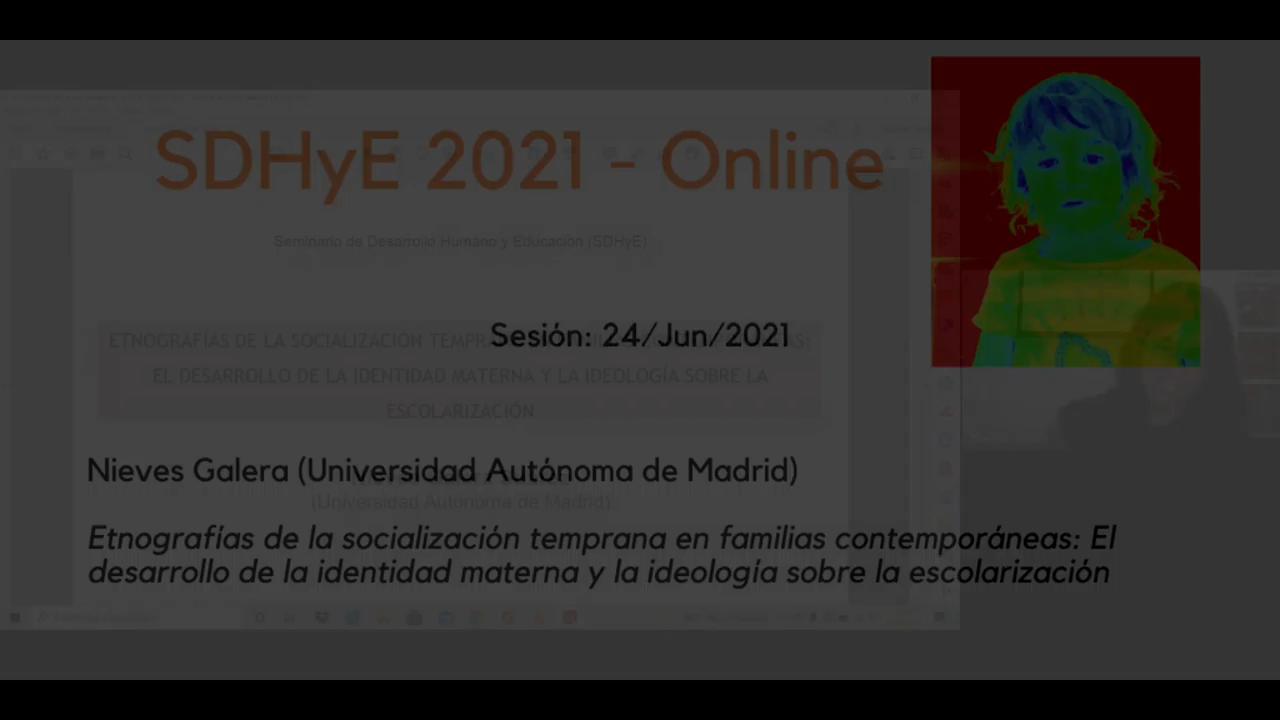 SDHyE 2021 - Online
Seminario de Desarrollo Humano y Educación (SDHyE)
Sesión: 24/Jun/2021
ETNOGRAFÍAS DE LA SOCIALIZACIÓN TEMPRA
EL DESARROLLO DE LA IDENTIDAD MATERNA Y LA IDEOLOGÍA SOBRE LA
ESCOLARIZACIÓN
Nieves Galera (Universidad Autónoma de Madrid)
(Universidad Autónoma de Madrid)
Etnografías de la socialización temprana en familias contemporáneas: El
desarrollo de la identidad materna y la ideología sobre la escolarización